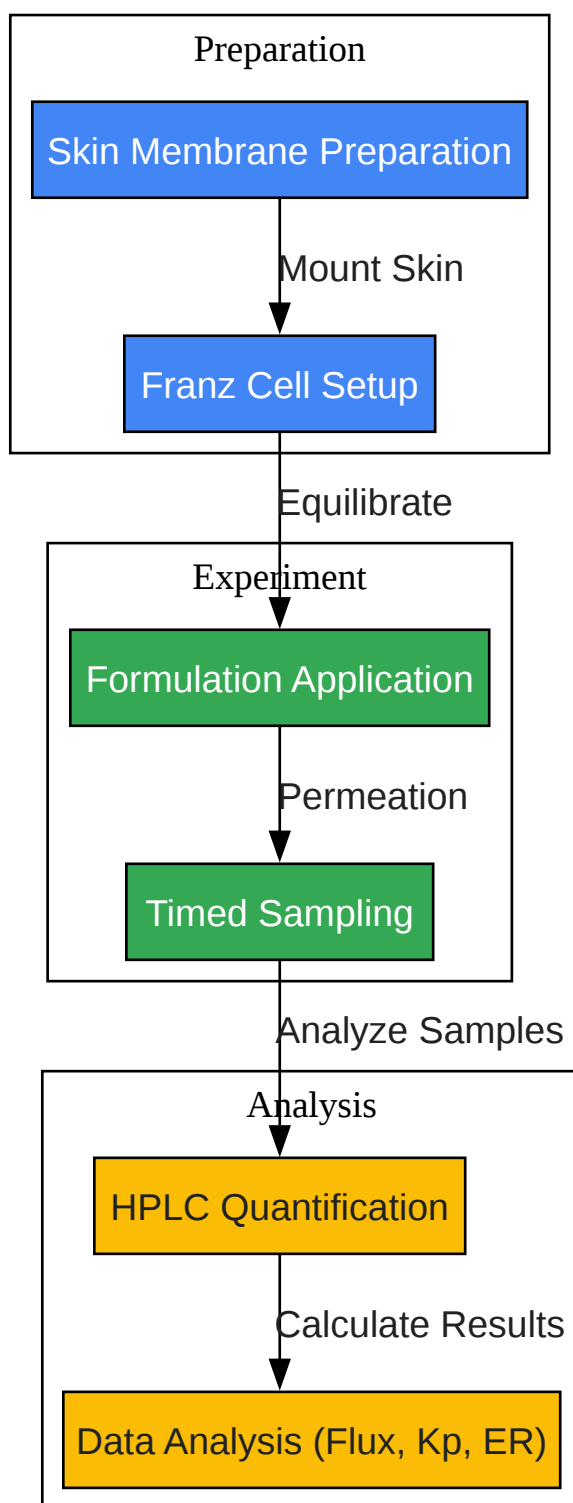 Preparation
Skin Membrane Preparation
Mount Skin
Franz Cell Setup
Equilibrate
Experiment
Formulation Application
Permeation
Timed Sampling
Analyze Samples
Analysis
HPLC Quantification
Calculate Results
Data Analysis (Flux, Kp, ER)